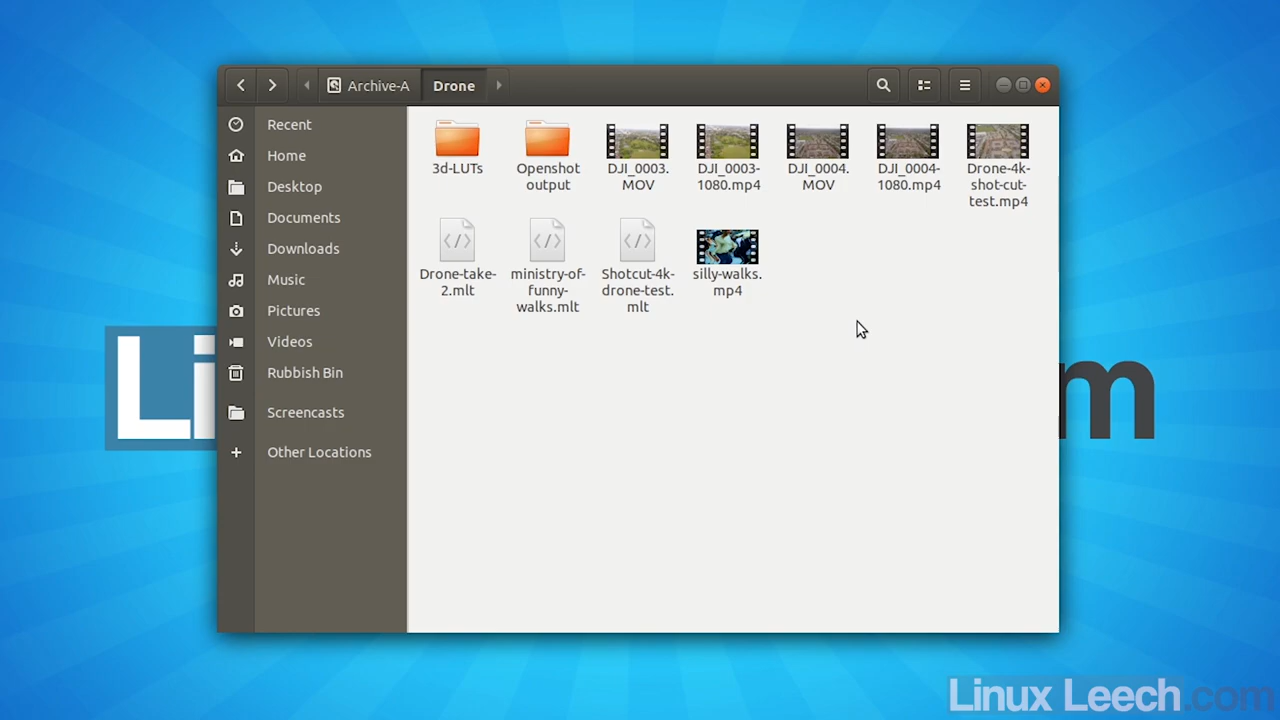 Archive-A
Drone
Recent
Home
Desktop
Documents
Downloads
Music
Pictures
Videos
Rubbish Bin
Screencasts
Other Locations
3d-LUTs
Openshot
output
DJI_0003.
MOV
DJI_0003-
1080.mp4
DJI_0004.
MOV
DJI_0004-
1080.mp4
Drone-4k-
shot-cut-
test.mp4
Drone-take-
2.mlt
ministry-of-
funny-
walks.mlt
Shotcut-4k-
drone-test.
mlt
silly-walks.
mp4
Li
m
Linux Leech.com